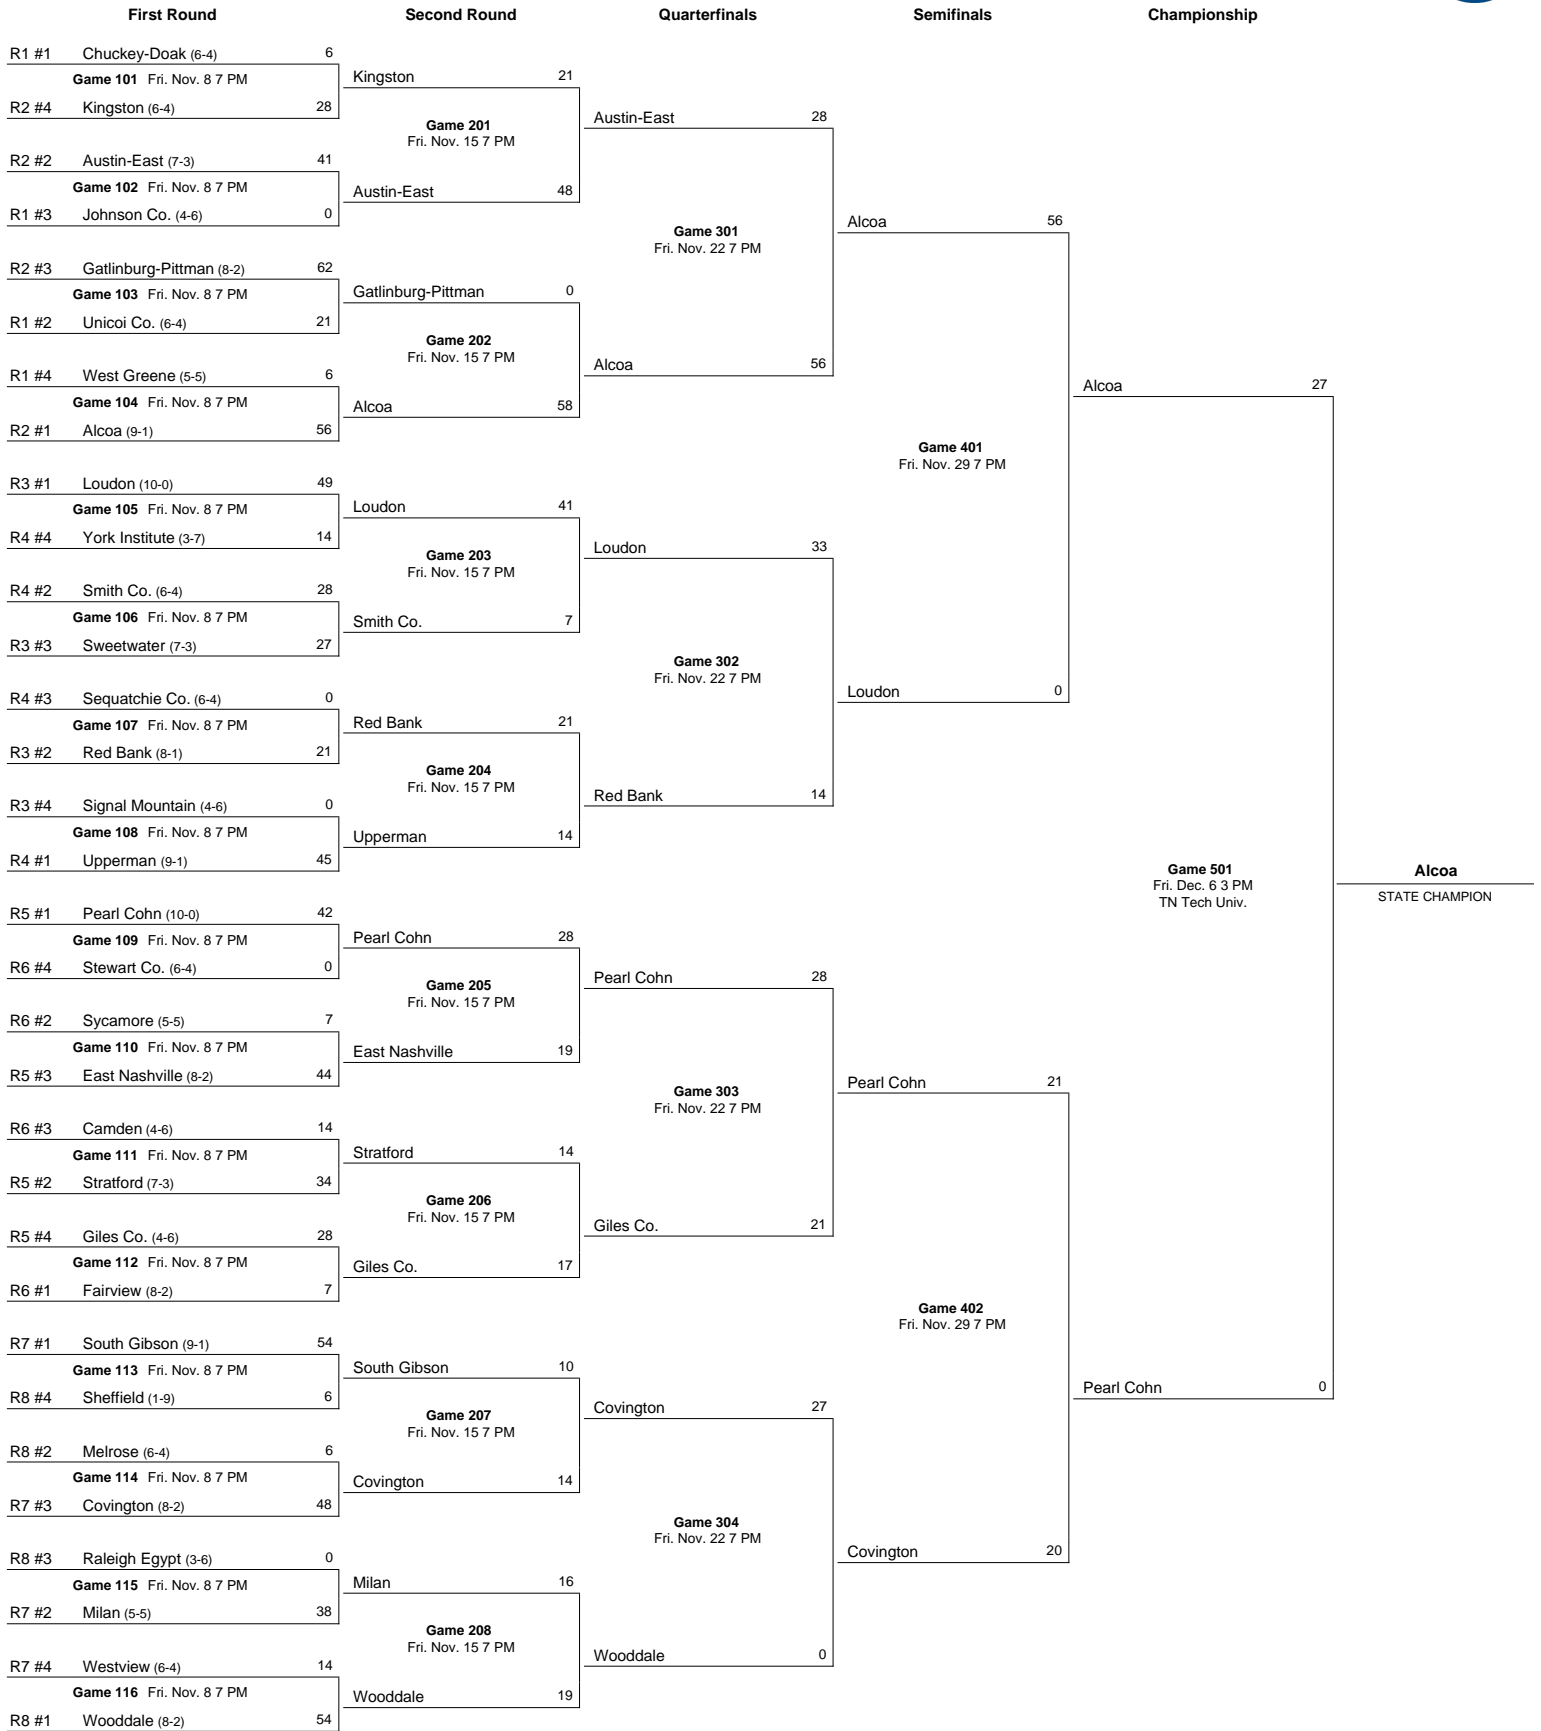 First Round Second Round Quarterfinals Semifinals Championship
R1 #1 Chuckey-Doak (6-4) 6
Game 101 Fri. Nov. 8 7 PM
R2 #4 Kingston (6-4) 28
R2 #2 Austin-East (7-3) 41
Game 102 Fri. Nov. 8 7 PM
R1 #3 Johnson Co. (4-6) 0
R2 #3 Gatlinburg-Pittman (8-2) 62
Game 103 Fri. Nov. 8 7 PM
R1 #2 Unicoi Co. (6-4) 21
R1 #4 West Greene (5-5) 6
Game 104 Fri. Nov. 8 7 PM
R2 #1 Alcoa (9-1) 56
R3 #1 Loudon (10-0) 49
Game 105 Fri. Nov. 8 7 PM
R4 #4 York Institute (3-7) 14
R4 #2 Smith Co. (6-4) 28
Game 106 Fri. Nov. 8 7 PM
R3 #3 Sweetwater (7-3) 27
R4 #3 Sequatchie Co. (6-4) 0
Game 107 Fri. Nov. 8 7 PM
R3 #2 Red Bank (8-1) 21
R3 #4 Signal Mountain (4-6) 0
Game 108 Fri. Nov. 8 7 PM
R4 #1 Upperman (9-1) 45
R5 #1 Pearl Cohn (10-0) 42
Game 109 Fri. Nov. 8 7 PM
R6 #4 Stewart Co. (6-4) 0
R6 #2 Sycamore (5-5) 7
Game 110 Fri. Nov. 8 7 PM
R5 #3 East Nashville (8-2) 44
R6 #3 Camden (4-6) 14
Game 111 Fri. Nov. 8 7 PM
R5 #2 Stratford (7-3) 34
R5 #4 Giles Co. (4-6) 28
Game 112 Fri. Nov. 8 7 PM
R6 #1 Fairview (8-2) 7
R7 #1 South Gibson (9-1) 54
Game 113 Fri. Nov. 8 7 PM
R8 #4 Sheffield (1-9) 6
R8 #2 Melrose (6-4) 6
Game 114 Fri. Nov. 8 7 PM
R7 #3 Covington (8-2) 48
R8 #3 Raleigh Egypt (3-6) 0
Game 115 Fri. Nov. 8 7 PM
R7 #2 Milan (5-5) 38
R7 #4 Westview (6-4) 14
Game 116 Fri. Nov. 8 7 PM
R8 #1 Wooddale (8-2) 54
Kingston 21
Game 201
Fri. Nov. 15 7 PM
Austin-East 48
Gatlinburg-Pittman 0
Game 202
Fri. Nov. 15 7 PM
Alcoa 58
Loudon 41
Game 203
Fri. Nov. 15 7 PM
Smith Co. 7
Red Bank 21
Game 204
Fri. Nov. 15 7 PM
Upperman 14
Pearl Cohn 28
Game 205
Fri. Nov. 15 7 PM
East Nashville 19
Stratford 14
Game 206
Fri. Nov. 15 7 PM
Giles Co. 17
South Gibson 10
Game 207
Fri. Nov. 15 7 PM
Covington 14
Milan 16
Game 208
Fri. Nov. 15 7 PM
Wooddale 19
Austin-East 28
Game 301
Fri. Nov. 22 7 PM
Alcoa 56
Loudon 33
Game 302
Fri. Nov. 22 7 PM
Red Bank 14
Pearl Cohn 28
Game 303
Fri. Nov. 22 7 PM
Giles Co. 21
Covington 27
Game 304
Fri. Nov. 22 7 PM
Wooddale 0
Alcoa 56
Game 401
Fri. Nov. 29 7 PM
Loudon 0
Pearl Cohn 21
Game 402
Fri. Nov. 29 7 PM
Covington 20
Alcoa 27
Game 501
Fri. Dec. 6 3 PM
TN Tech Univ.
Pearl Cohn 0
Alcoa
STATE CHAMPION